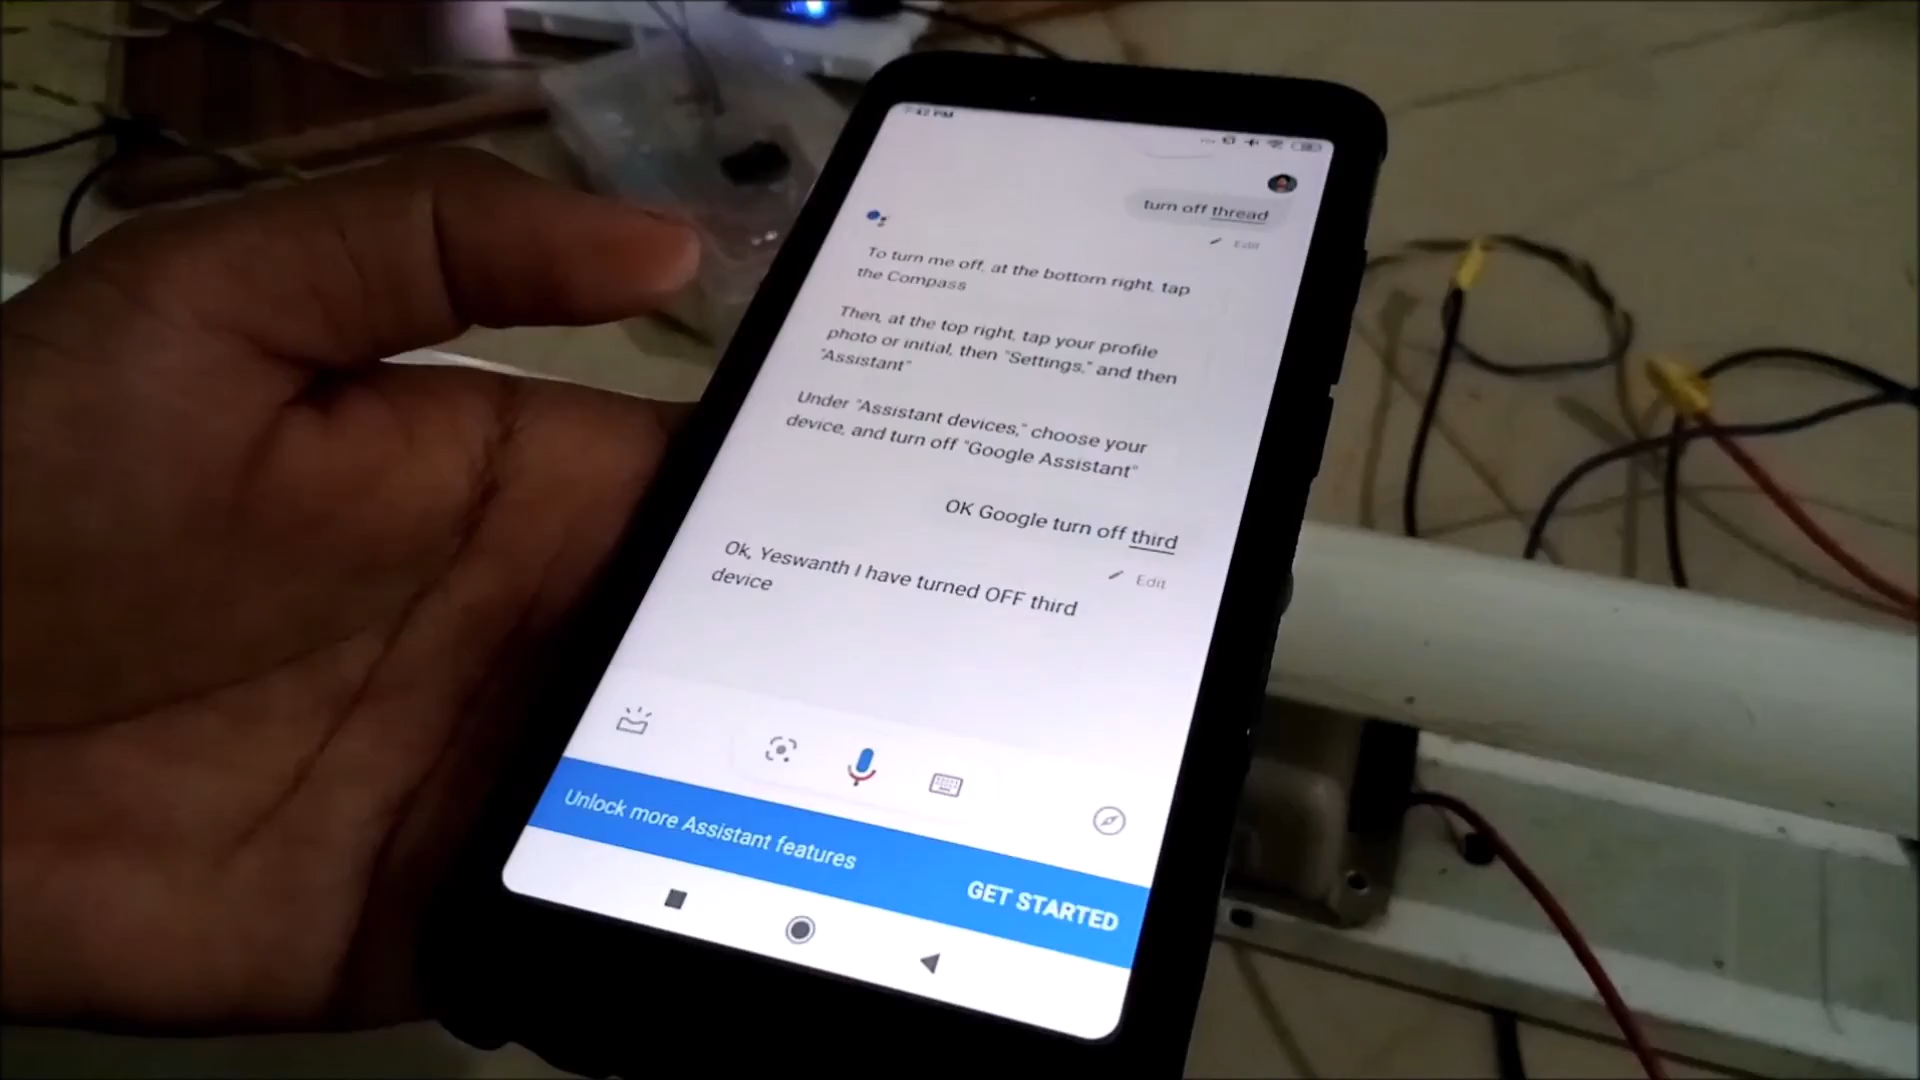 :42 PM
turn off thread
Edit
To turn me off, at the bottom right, tap
the Compass
Then, at the top right, tap your profile
photo or initial, then "Settings," and then
"Assistant"
Under "Assistant devices," choose your
device, and turn off "Google Assistant"
OK Google turn off third
Edit
Ok, Yeswanth I have turned OFF third
device
Unlock more Assistant features
GET STARTED